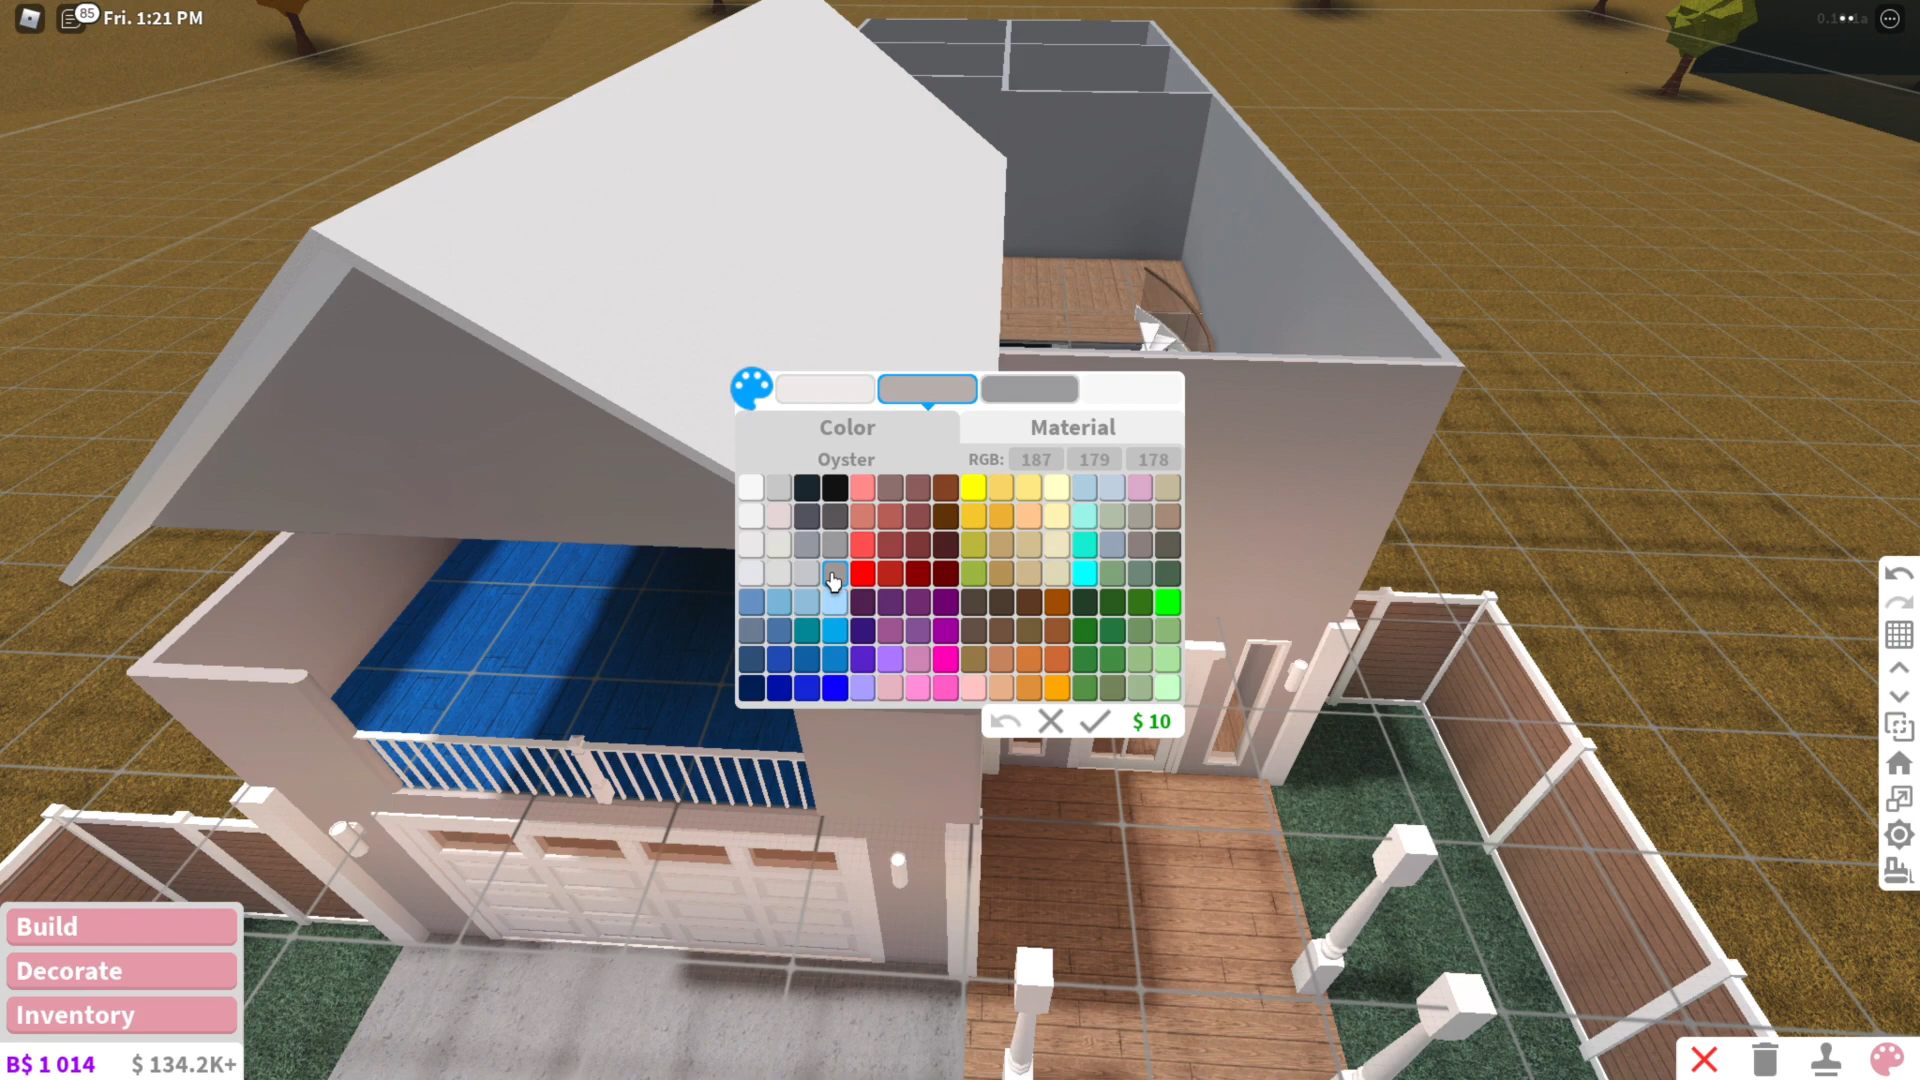 85 Fri. 1:21 PM
Color
Material
Oyster
RGB: 187 179 178
$ 10
Build
Decorate
Inventory
B$ 1 014
$ 134.2K+